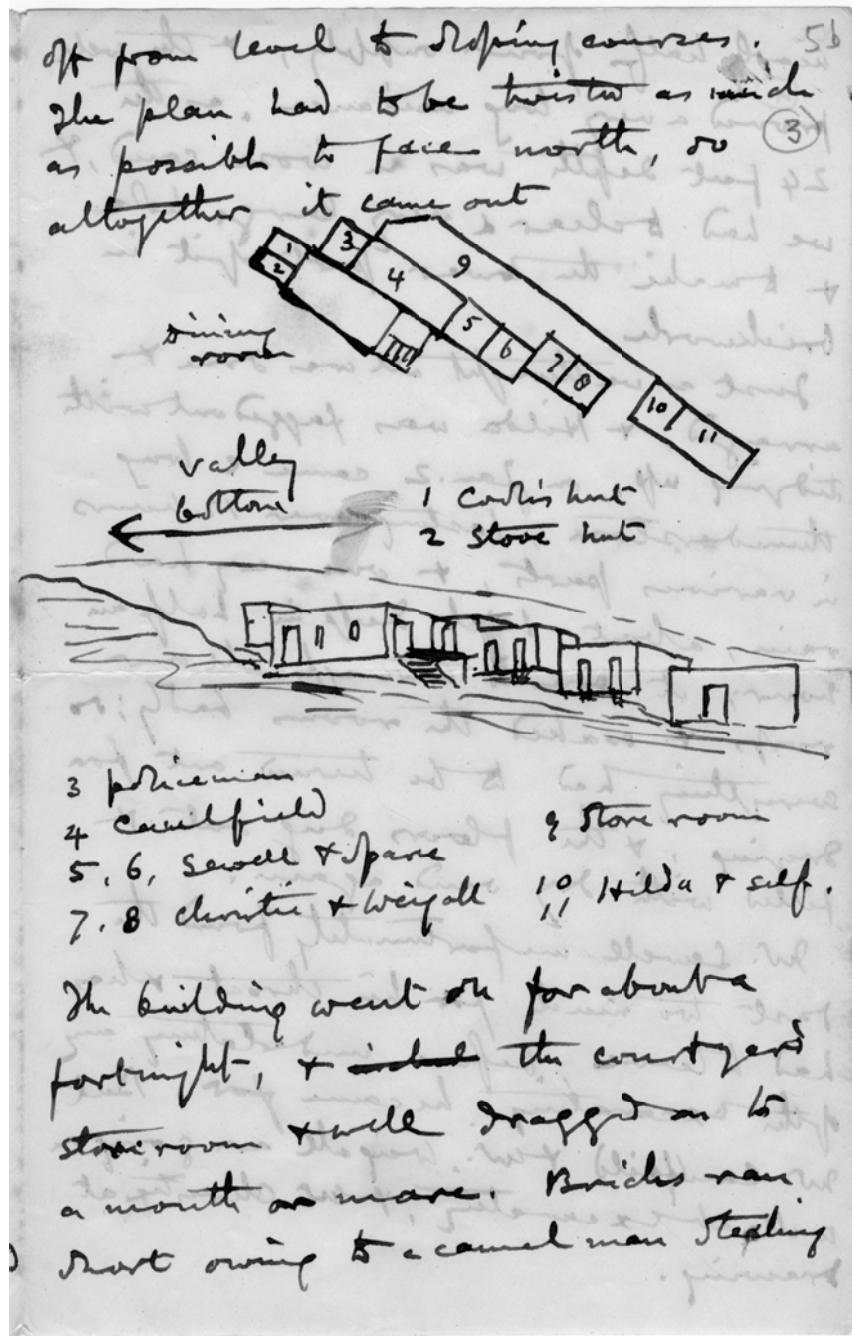 5b
off from level to sloping courses.
The plan had to be twisted as much
(3)
as possible to face north, so
altogether it came out
1
2
3
4
9
5
6
7
8
10
11
dining
room
valley
bottom
1 Cook's hut
2 Stove hut
3 policeman
4 Caulfield
5, 6, Sewell & spare
7. 8 Christie & Weigall
9 Store room
10
11 Hilda & self.
The building went on for about a
fortnight, & the courtyard
storeroom & well dragged on to
a month or more. Bricks ran
short owing to a camel man stealing